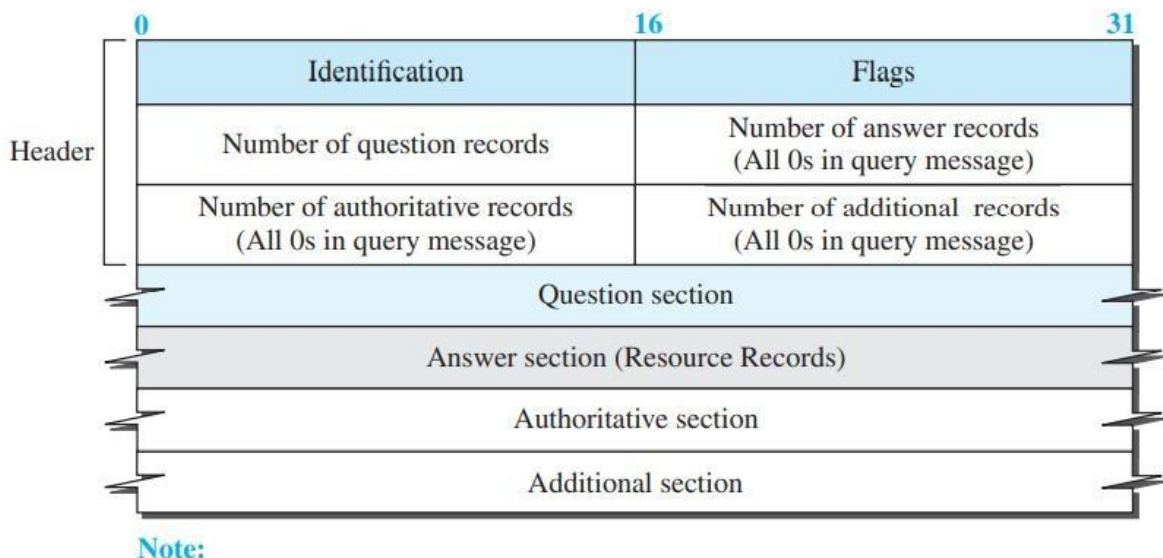 0 16 31
Header
Identification
Flags
Number of question records
Number of answer records
(All 0s in query message)
Number of authoritative records
(All 0s in query message)
Number of additional records
(All 0s in query message)
Question section
Answer section (Resource Records)
Authoritative section
Additional section
Note: